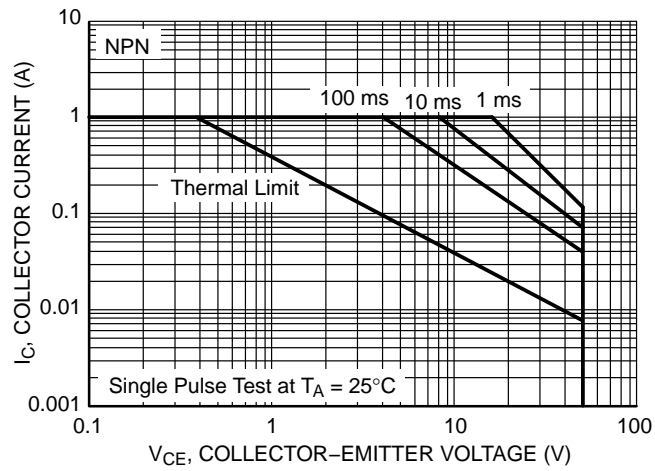 10
NPN
1
100 ms
10 ms
1 ms
Thermal Limit
0.1
0.01
Single Pulse Test at TA = 25°C
0.001
0.1
1
10
100
IC, COLLECTOR CURRENT (A)
VCE, COLLECTOR−EMITTER VOLTAGE (V)